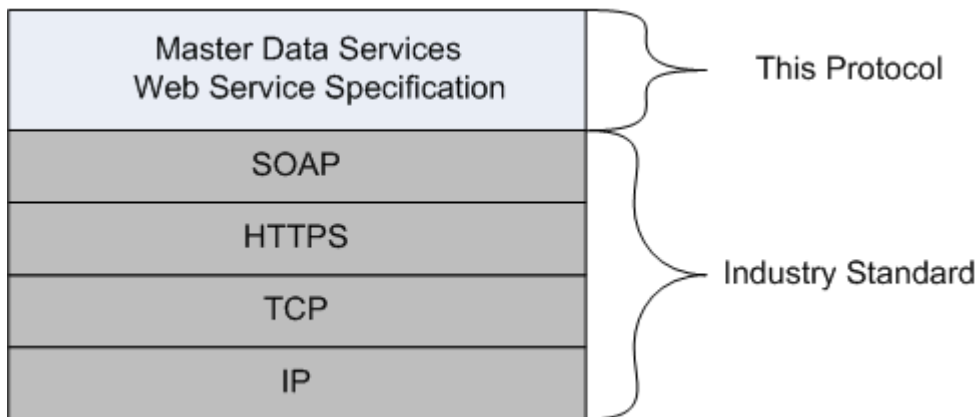 Master Data Services
Web Service Specification
This Protocol
SOAP
HTTPS
TCP
IP
Industry Standard